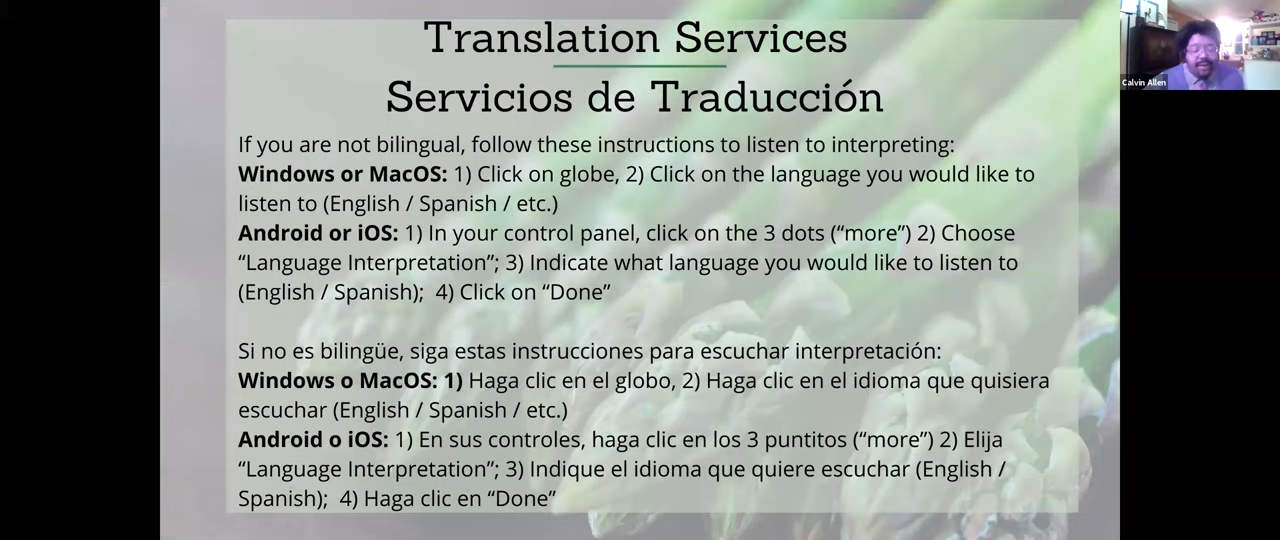 Translation Services
Servicios de Traducción
If you are not bilingual, follow these instructions to listen to interpreting:
Windows or MacOS: 1) Click on globe, 2) Click on the language you would like to
listen to (English / Spanish / etc.)
Android or iOS: 1) In your control panel, click on the 3 dots (“more”) 2) Choose
“Language Interpretation”; 3) Indicate what language you would like to listen to
(English / Spanish);  4) Click on “Done”
Si no es bilingüe, siga estas instrucciones para escuchar interpretación:
Windows o MacOS: 1) Haga clic en el globo, 2) Haga clic en el idioma que quisiera
escuchar (English / Spanish / etc.)
Android o iOS: 1) En sus controles, haga clic en los 3 puntitos (“more”) 2) Elija
“Language Interpretation”; 3) Indique el idioma que quiere escuchar (English /
Spanish);  4) Haga clic en “Done”
Calvin Allen